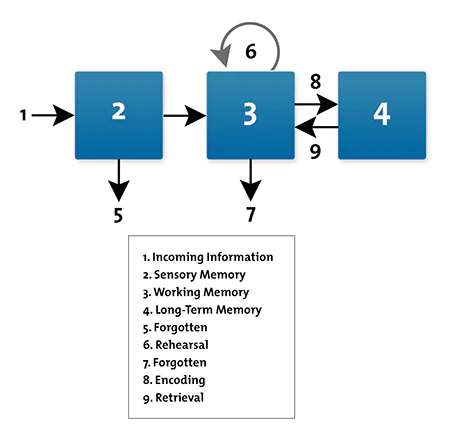 6
8
1
2
3
4
9
5
7
1. Incoming Information
2. Sensory Memory
3. Working Memory
4. Long-Term Memory
5. Forgotten
6. Rehearsal
7. Forgotten
8. Encoding
9. Retrieval